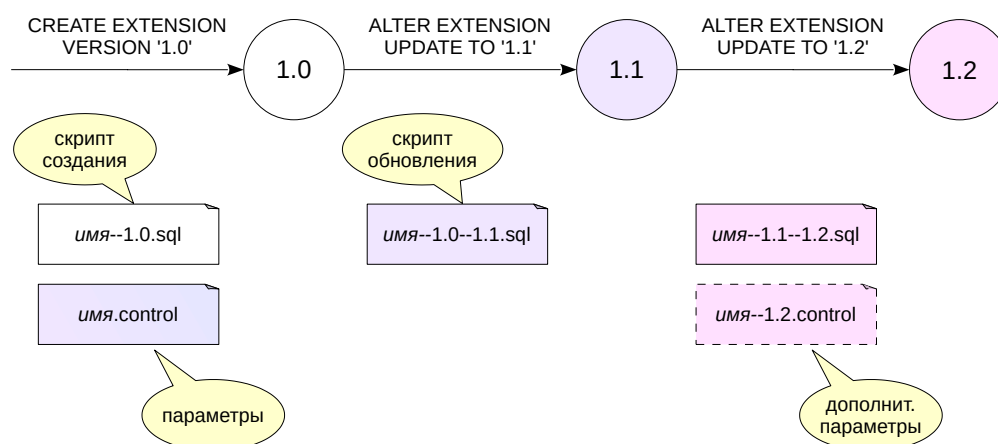 CREATE EXTENSION
VERSION '1.0'
1.0
ALTER EXTENSION
UPDATE TO '1.1'
1.1
ALTER EXTENSION
UPDATE TO '1.2'
1.2
скрипт
создания
скрипт
обновления
имя--1.0.sql
имя--1.0--1.1.sql
имя--1.1--1.2.sql
имя.control
имя--1.2.control
параметры
дополнит.
параметры